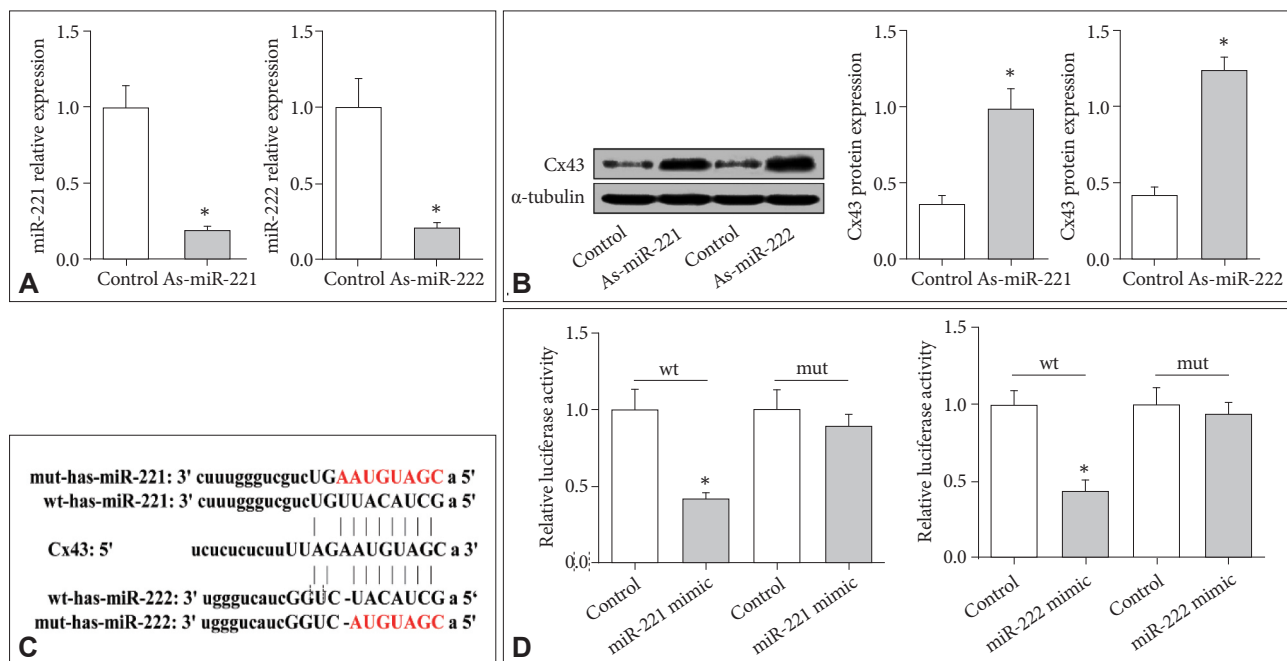 1.5
1.0
0.5
0.0
miR-221 relative expression
Control As-miR-221
*
1.5
1.0
0.5
0.0
miR-222 relative expression
Control As-miR-222
*
A
Cx43
α-tubulin
Control
As-miR-221
Control
As-miR-222
1.5
1.0
0.5
0.0
Cx43 protein expression
Control As-miR-221
*
1.5
1.0
0.5
0.0
Cx43 protein expression
Control As-miR-222
*
B
mut-has-miR-221: 3' cuuugggucgucUGAAUGUAGC a 5'
wt-has-miR-221: 3' cuuugggucgucUGUUACAUCG a 5'
Cx43: 5' ucucucucuuUUAGAAUGUAGC a 3'
wt-has-miR-222: 3' ugggucaucGGUC -UACAUCG a 5'
mut-has-miR-222: 3' ugggucaucGGUC -AUGUAGC a 5'
C
1.5
1.0
0.5
0.0
Relative luciferase activity
wt
mut
*
Control
miR-221 mimic
Control
miR-221 mimic
1.5
1.0
0.5
0.0
Relative luciferase activity
wt
mut
*
Control
miR-222 mimic
Control
miR-222 mimic
D